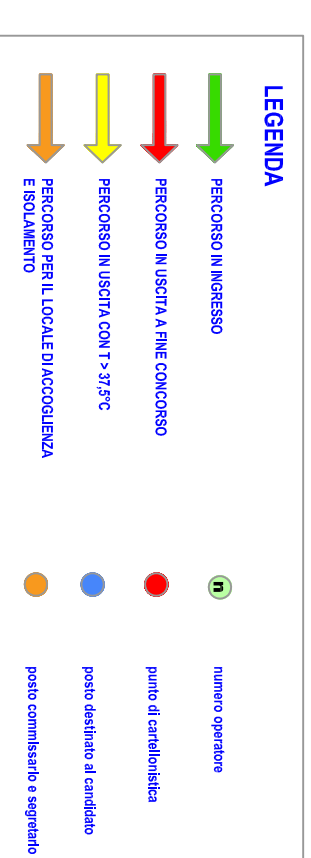 LEGENDA
PERCORSO IN INGRESSO
PERCORSO IN USCITA A FINE CONCORSO
PERCORSO IN USCITA CON T > 37,5°C
PERCORSO PER IL LOCALE DI ACCOGLIENZA
E ISOLAMENTO
n
numero operatore
punto di cartellonistica
posto destinato al candidato
posto commissario e segretario